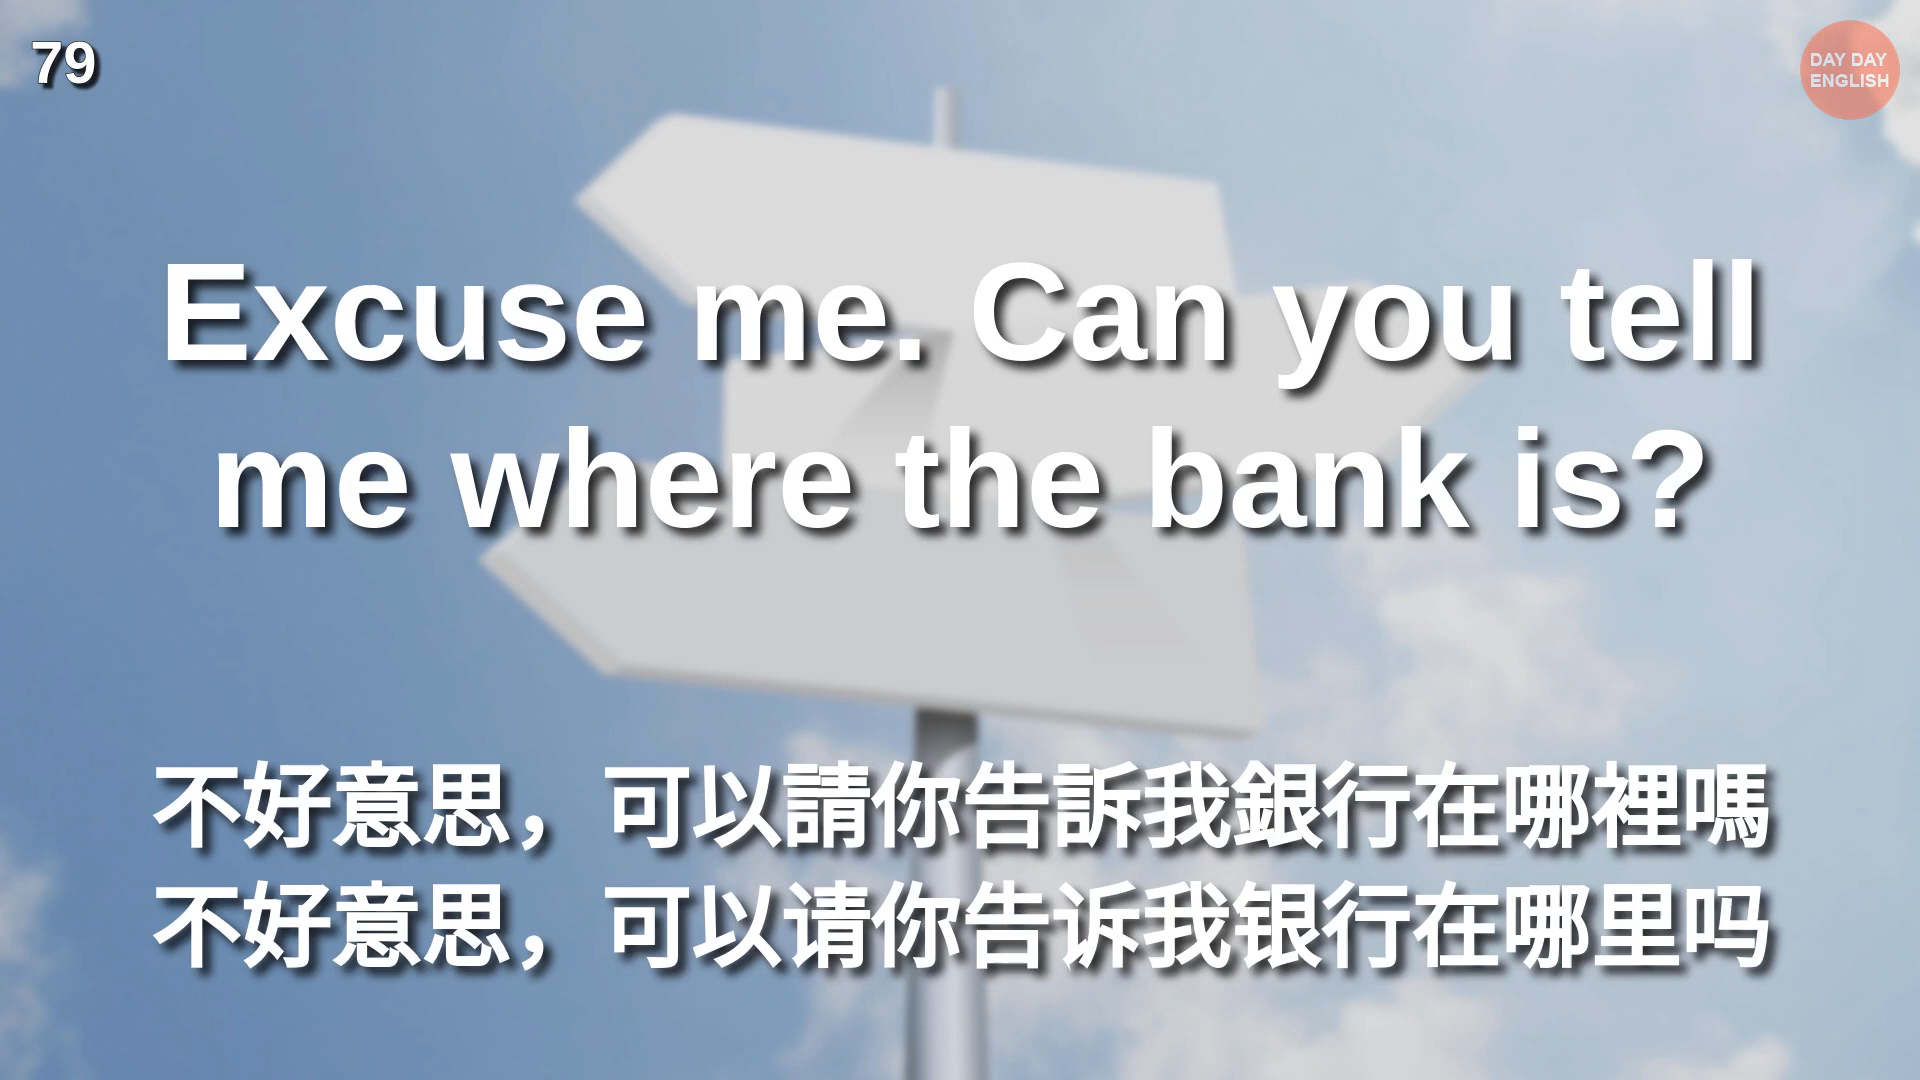 79
DAY DAY
ENGLISH
Excuse me. Can you tell
me where the bank is?
不好意思，可以請你告訴我銀行在哪裡嗎
不好意思，可以请你告诉我银行在哪里吗